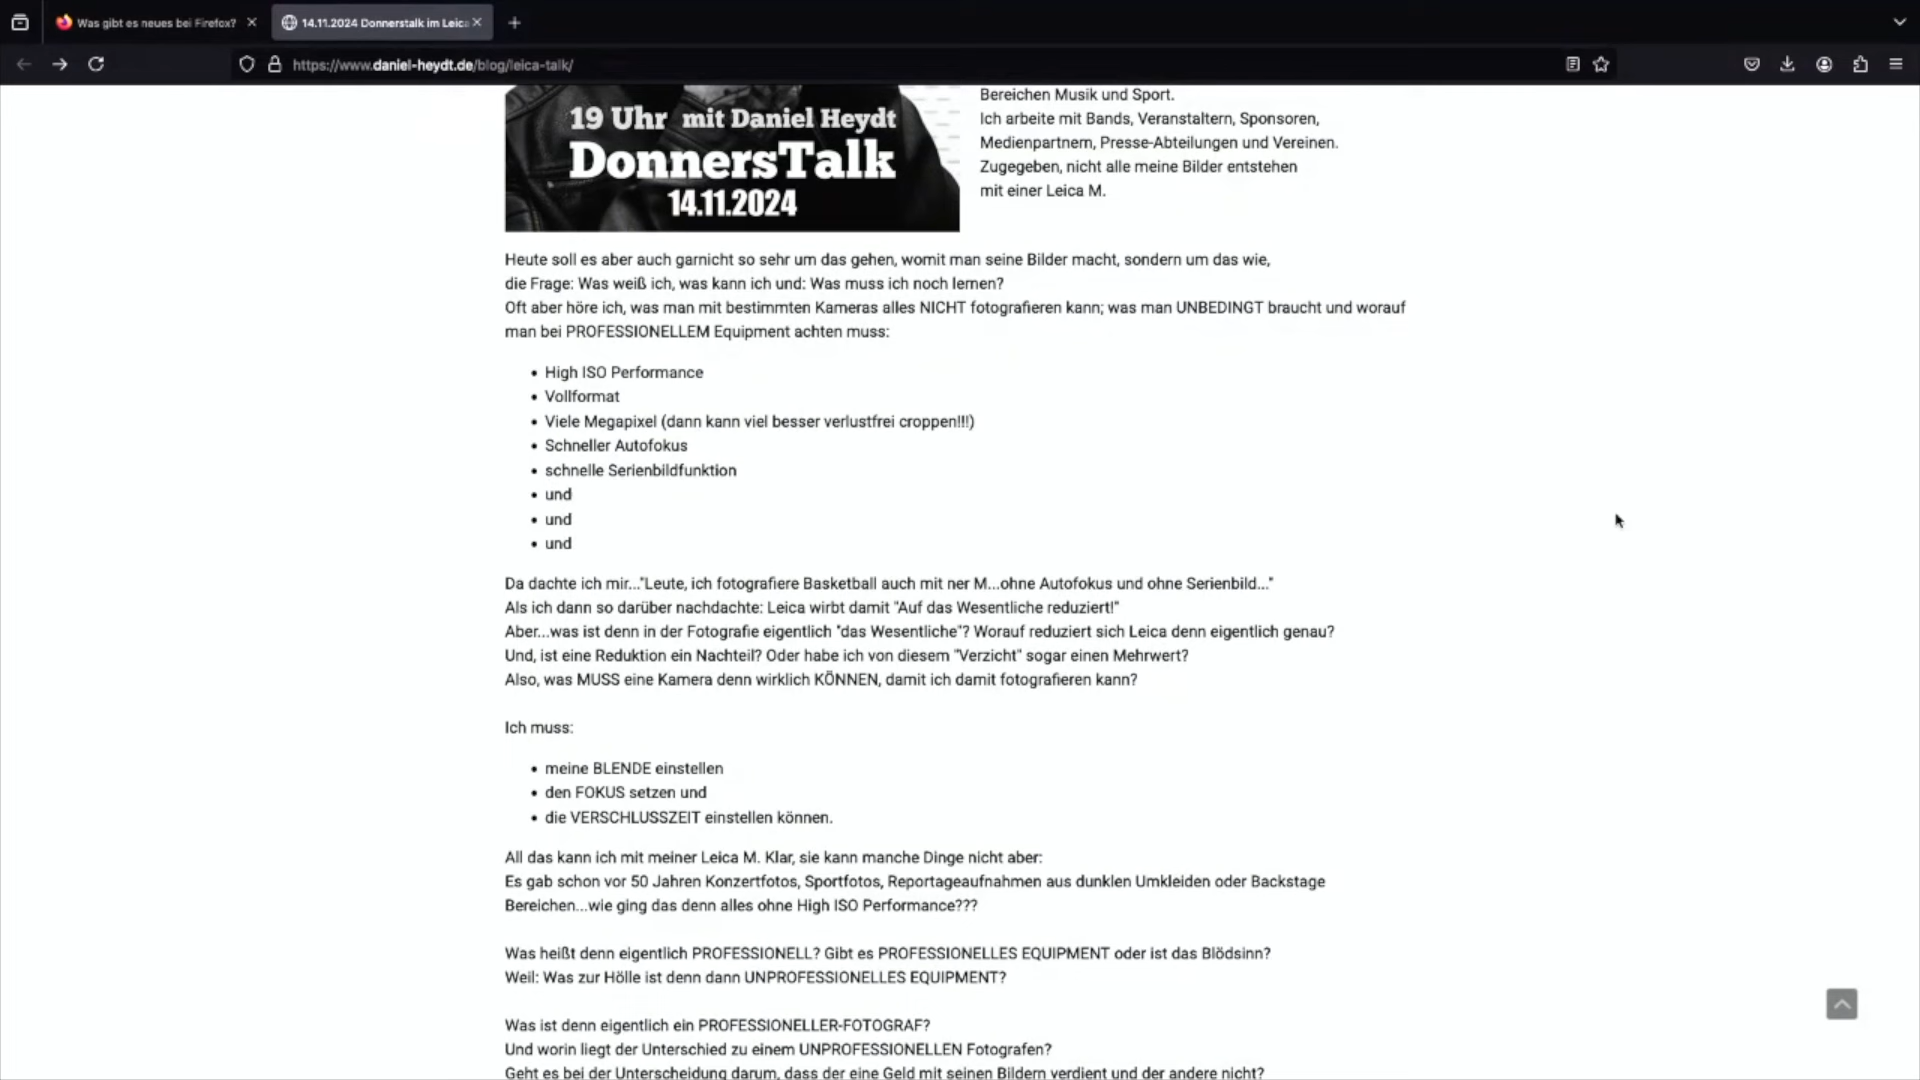 Was gibt es neues bei Firefox?
14.11.2024 Donnerstalk im Leic
https://www.daniel-heydt.de/blog/leica-talk/
19 Uhr mit Daniel Heydt
DonnersTalk
14.11.2024
Bereichen Musik und Sport.
Ich arbeite mit Bands, Veranstaltern, Sponsoren,
Medienpartnern, Presse-Abteilungen und Vereinen.
Zugegeben, nicht alle meine Bilder entstehen
mit einer Leica M.
Heute soll es aber auch garnicht so sehr um das gehen, womit man seine Bilder macht, sondern um das wie,
die Frage: Was weiß ich, was kann ich und: Was muss ich noch lernen?
Oft aber höre ich, was man mit bestimmten Kameras alles NICHT fotografieren kann; was man UNBEDINGT braucht und worauf
man bei PROFESSIONELLEM Equipment achten muss:
• High ISO Performance
• Vollformat
• Viele Megapixel (dann kann viel besser verlustfrei croppen!!!)
• Schneller Autofokus
• schnelle Serienbildfunktion
• und
• und
• und
Da dachte ich mir..."Leute, ich fotografiere Basketball auch mit ner M...ohne Autofokus und ohne Serienbild..."
Als ich dann so darüber nachdachte: Leica wirbt damit "Auf das Wesentliche reduziert!"
Aber...was ist denn in der Fotografie eigentlich "das Wesentliche"? Worauf reduziert sich Leica denn eigentlich genau?
Und, ist eine Reduktion ein Nachteil? Oder habe ich von diesem "Verzicht" sogar einen Mehrwert?
Also, was MUSS eine Kamera denn wirklich KÖNNEN, damit ich damit fotografieren kann?
Ich muss:
• meine BLENDE einstellen
• den FOKUS setzen und
• die VERSCHLUSSZEIT einstellen können.
All das kann ich mit meiner Leica M. Klar, sie kann manche Dinge nicht aber:
Es gab schon vor 50 Jahren Konzertfotos, Sportfotos, Reportageaufnahmen aus dunklen Umkleiden oder Backstage
Bereichen...wie ging das denn alles ohne High ISO Performance???
Was heißt denn eigentlich PROFESSIONELL? Gibt es PROFESSIONELLES EQUIPMENT oder ist das Blödsinn?
Weil: Was zur Hölle ist denn dann UNPROFESSIONELLES EQUIPMENT?
Was ist denn eigentlich ein PROFESSIONELLER-FOTOGRAF?
Und worin liegt der Unterschied zu einem UNPROFESSIONELLEN Fotografen?
Geht es bei der Unterscheidung darum, dass der eine Geld mit seinen Bildern verdient und der andere nicht?